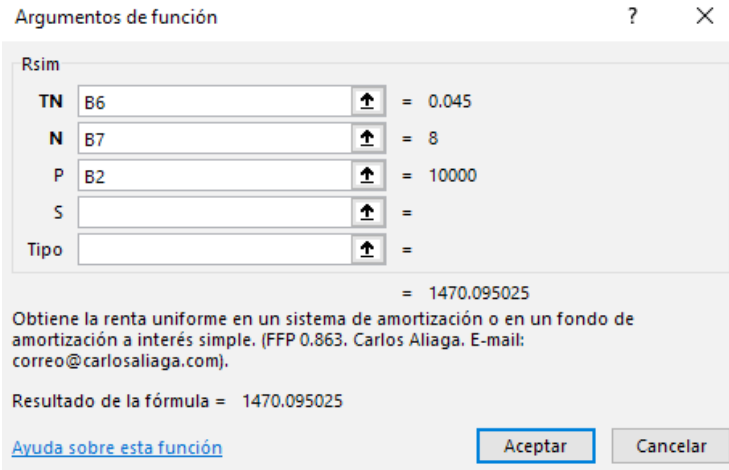 Argumentos de función ? ×
Rsim
TN B6 = 0.045
N B7 = 8
P B2 = 10000
S =
Tipo =
= 1470.095025
Obtiene la renta uniforme en un sistema de amortización o en un fondo de
amortización a interés simple. (FFP 0.863. Carlos Aliaga. E-mail:
correo@carlosaliaga.com).
Resultado de la fórmula = 1470.095025
Ayuda sobre esta función Aceptar Cancelar